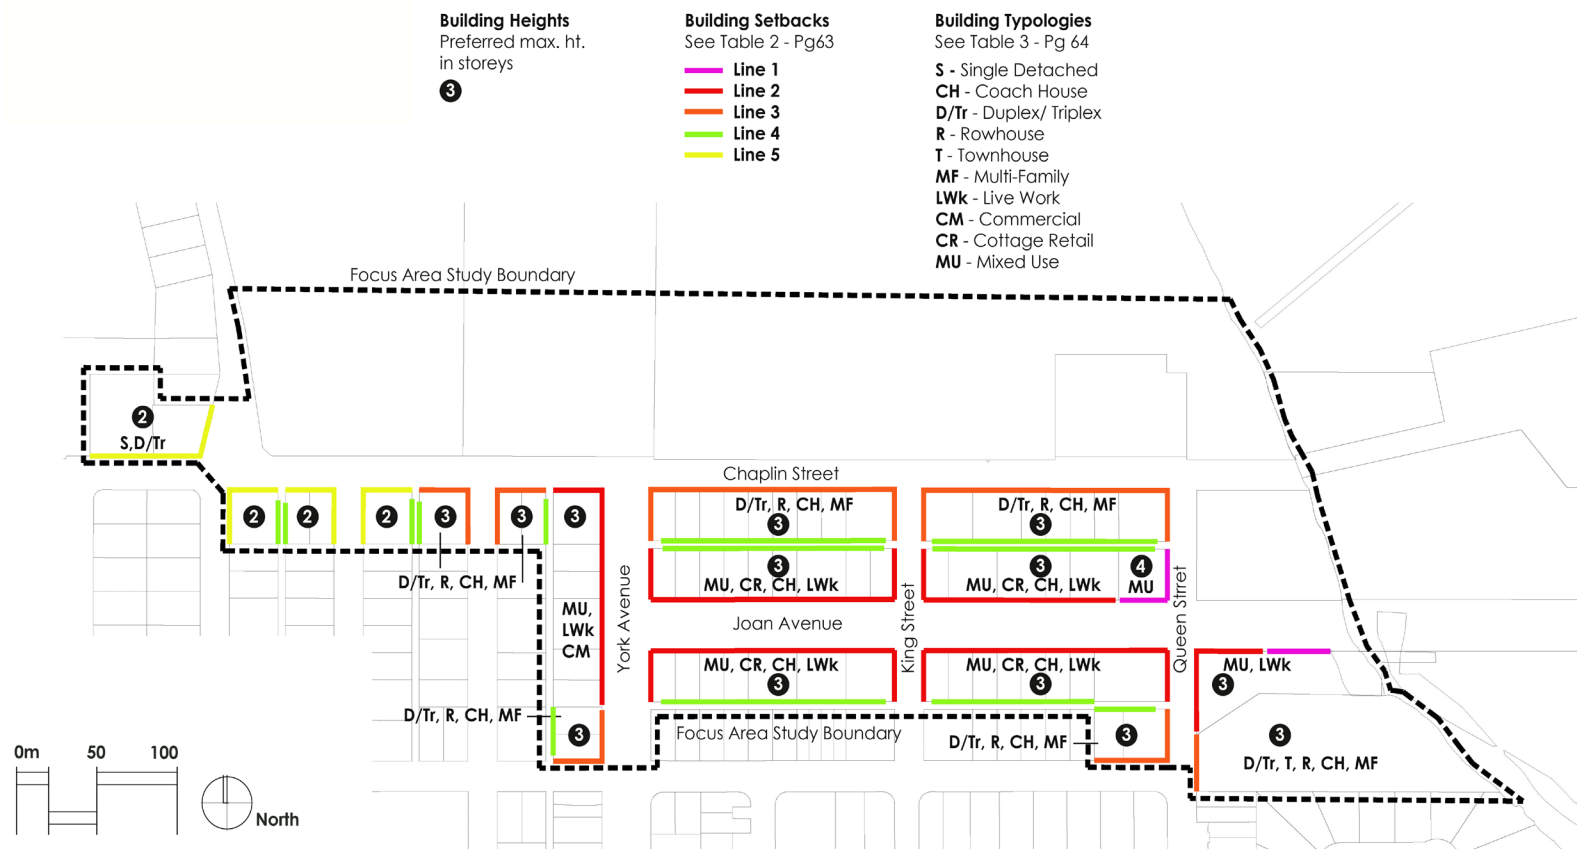 Building Heights
Preferred max. ht.
in storeys
3
Building Setbacks
See Table 2 - Pg63
Line 1
Line 2
Line 3
Line 4
Line 5
Building Typologies
See Table 3 - Pg 64
S - Single Detached
CH - Coach House
D/Tr - Duplex/ Triplex
R - Rowhouse
T - Townhouse
MF - Multi-Family
LWk - Live Work
CM - Commercial
CR - Cottage Retail
MU - Mixed Use
Focus Area Study Boundary
2
S,D/Tr
Chaplin Street
2
2
2
3
3
3
D/Tr, R, CH, MF
D/Tr, R, CH, MF
3
D/Tr, R, CH, MF
3
3
MU, CR, CH, LWk
3
MU, CR, CH, LWk
4
MU
MU,
LWk
CM
York Avenue
Joan Avenue
King Street
Queen Strret
MU, CR, CH, LWk
3
MU, CR, CH, LWk
3
MU, LWk
3
D/Tr, R, CH, MF
3
Focus Area Study Boundary
D/Tr, R, CH, MF
3
3
D/Tr, T, R, CH, MF
0m 50 100
North